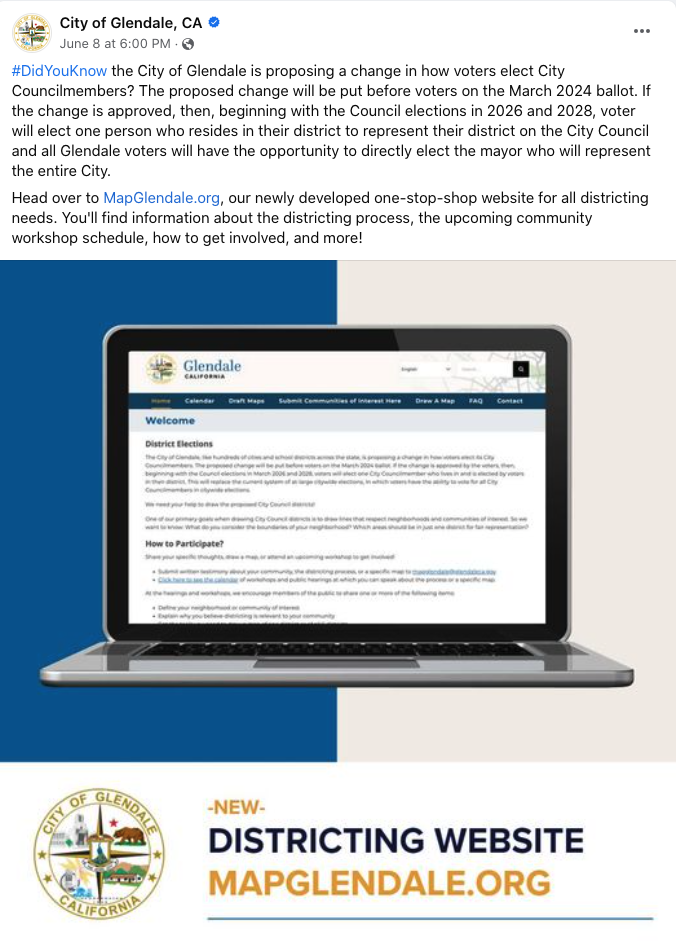 City of Glendale, CA
June 8 at 6:00 PM ·
#DidYouKnow the City of Glendale is proposing a change in how voters elect City
Councilmembers? The proposed change will be put before voters on the March 2024 ballot. If
the change is approved, then, beginning with the Council elections in 2026 and 2028, voter
will elect one person who resides in their district to represent their district on the City Council
and all Glendale voters will have the opportunity to directly elect the mayor who will represent
the entire City.
Head over to MapGlendale.org, our newly developed one-stop-shop website for all districting
needs. You'll find information about the districting process, the upcoming community
workshop schedule, how to get involved, and more!
Glendale
CALIFORNIA
English
Search
Home Calendar Draft Maps Submit Communities of Interest Here Draw A Map FAQ Contact
Welcome
District Elections
The City of Glendale, like hundreds of cities and school districts across the state, is proposing a change in how voters elect its City
Councilmembers. The proposed change will be put before voters on the March 2024 ballot. If the change is approved by the voters, then,
beginning with the Council elections in March 2026 and 2028, voters will elect one City Councilmember who lives in and is elected by voters
in their district. This will replace the current system of at-large citywide elections, in which voters have the ability to vote for all City
Councilmembers in citywide elections.
We need your help to draw the proposed City Council districts!
One of our primary goals when drawing City Council districts is to draw lines that respect neighborhoods and communities of interest. So we
want to know: What do you consider the boundaries of your neighborhood? Which areas should be in just one district for fair representation?
How to Participate?
Share your specific thoughts, draw a map, or attend an upcoming workshop to get involved!
• Submit written testimony about your community, the districting process, or a specific map to mapglendale@glendaleca.gov
• Click here to see the calendar of workshops and public hearings at which you can speak about the process or a specific map.
At the hearings and workshops, we encourage members of the public to share one or more of the following items:
• Define your neighborhood or community of interest
• Explain why you believe districting is relevant to your community
CITY OF GLENDALE
CALIFORNIA
-NEW-
DISTRICTING WEBSITE
MAPGLENDALE.ORG